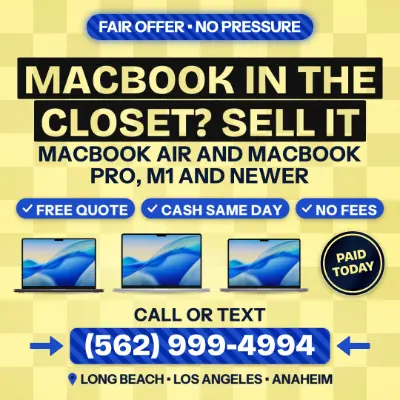 FAIR OFFER • NO PRESSURE
MACBOOK IN THE
CLOSET? SELL IT
MACBOOK AIR AND MACBOOK
PRO, M1 AND NEWER
✓ FREE QUOTE ✓ CASH SAME DAY ✓ NO FEES
PAID
TODAY
CALL OR TEXT
(562) 999-4994
LONG BEACH • LOS ANGELES • ANAHEIM